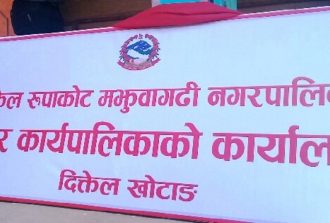 क्तेल रुपाकोट मझुवागढी नगरपालि
र कार्यपालिकाको कार्याल
दिक्तेल खोटाङ